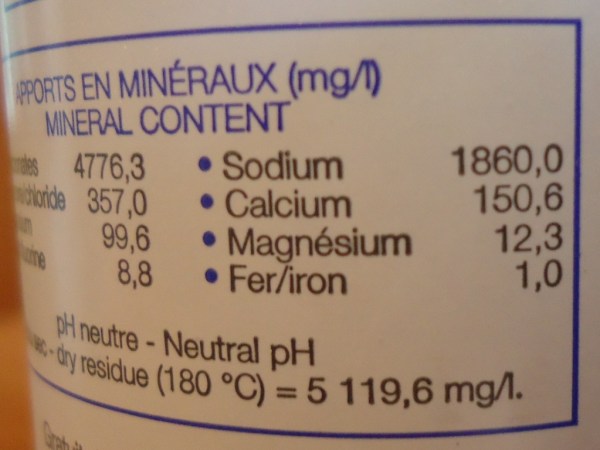 APPORTS EN MINÉRAUX (mg/l)
MINERAL CONTENT
4776,3 • Sodium 1860,0
chloride 357,0 • Calcium 150,6
99,6 • Magnésium 12,3
8,8 • Fer/iron 1,0
pH neutre - Neutral pH
sec - dry residue (180 °C) = 5 119,6 mg/l.